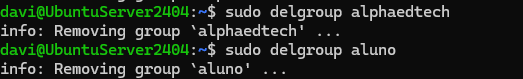 davi@UbuntuServer2404:~$ sudo delgroup alphaedtech
info: Removing group `alphaedtech' ...
davi@UbuntuServer2404:~$ sudo delgroup aluno
info: Removing group `aluno' ...